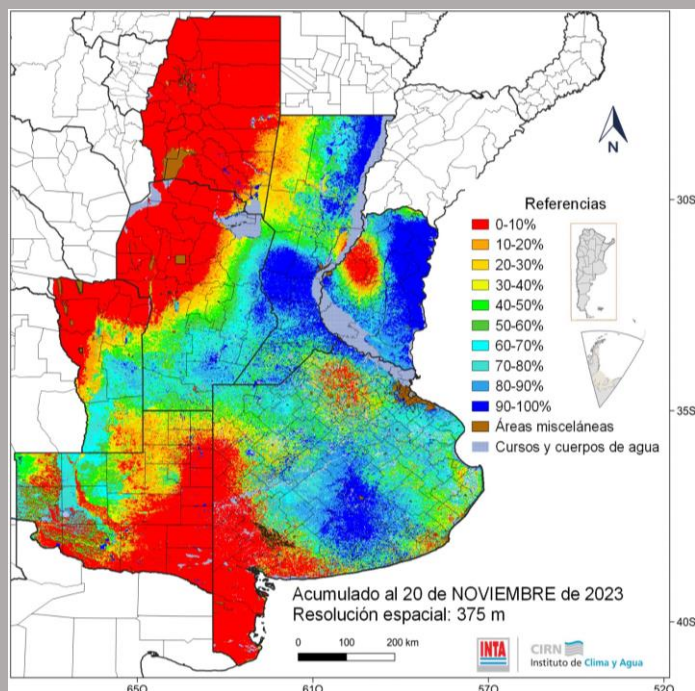 N
30S
Referencias
0-10%
10-20%
20-30%
30-40%
40-50%
50-60%
60-70%
70-80%
80-90%
90-100%
Áreas misceláneas
Cursos y cuerpos de agua
35S
Acumulado al 20 de NOVIEMBRE de 2023
Resolución espacial: 375 m
0 100 200 km
40S
INTA
CIRN
Instituto de Clima y Agua
65O 61O 57O 52O